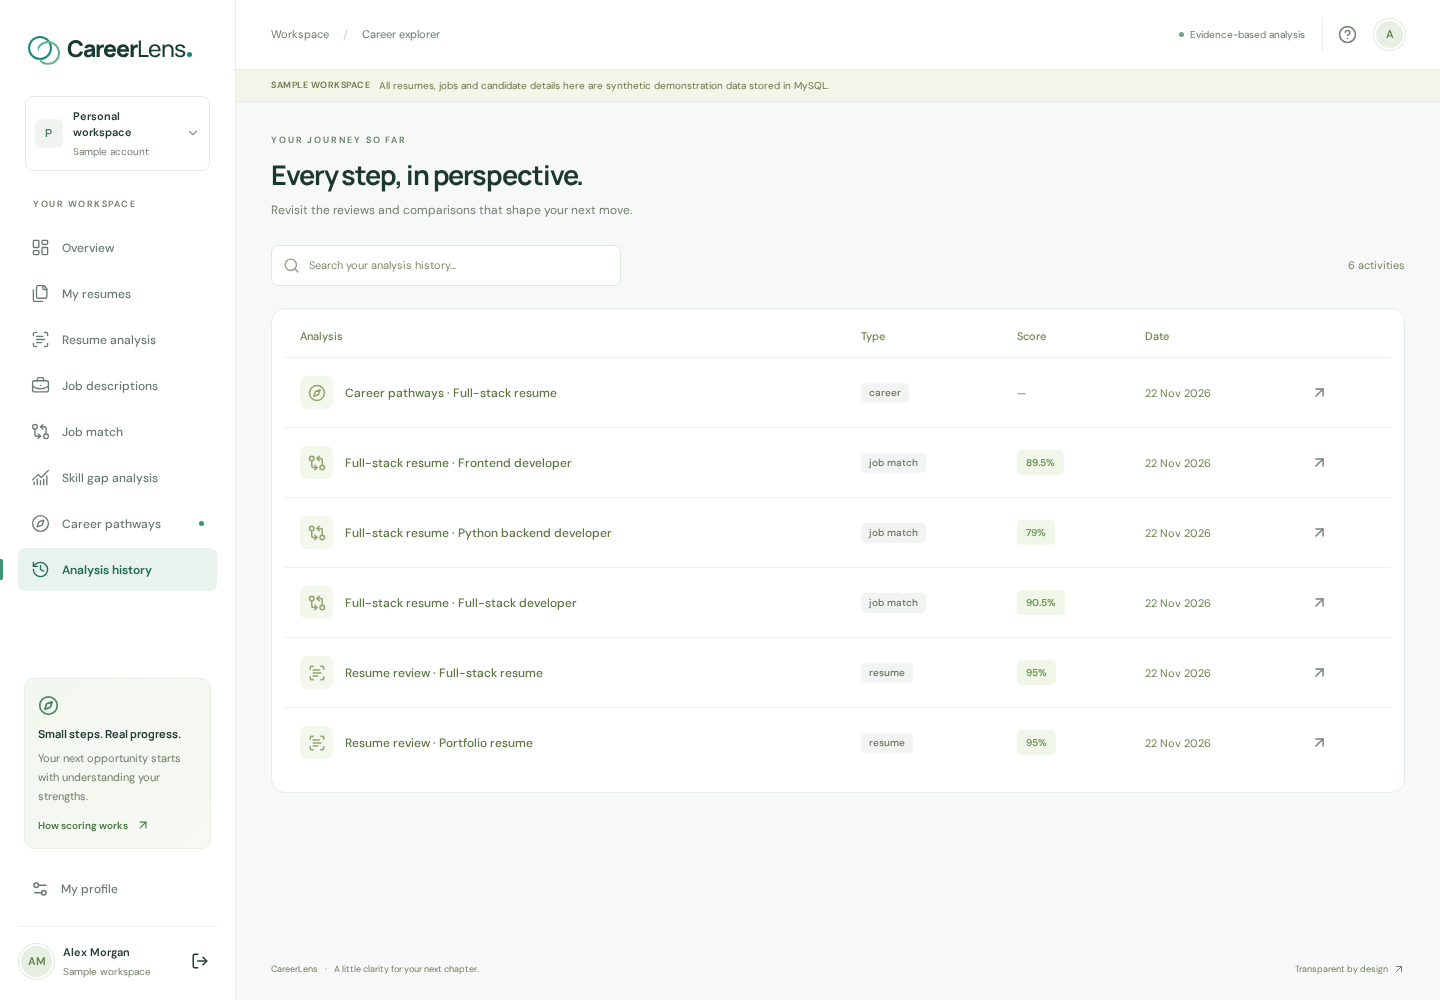 CareerLens.
P
Personal
workspace
Sample account
YOUR WORKSPACE
Overview
My resumes
Resume analysis
Job descriptions
Job match
Skill gap analysis
Career pathways
Analysis history
Small steps. Real progress.
Your next opportunity starts
with understanding your
strengths.
How scoring works
My profile
AM
Alex Morgan
Sample workspace
Workspace / Career explorer
Evidence-based analysis
A
SAMPLE WORKSPACE All resumes, jobs and candidate details here are synthetic demonstration data stored in MySQL.
YOUR JOURNEY SO FAR
Every step, in perspective.
Revisit the reviews and comparisons that shape your next move.
Search your analysis history...
6 activities
Analysis Type Score Date
Career pathways · Full-stack resume career — 22 Nov 2026
Full-stack resume · Frontend developer job match 89.5% 22 Nov 2026
Full-stack resume · Python backend developer job match 79% 22 Nov 2026
Full-stack resume · Full-stack developer job match 90.5% 22 Nov 2026
Resume review · Full-stack resume resume 95% 22 Nov 2026
Resume review · Portfolio resume resume 95% 22 Nov 2026
CareerLens · A little clarity for your next chapter.
Transparent by design